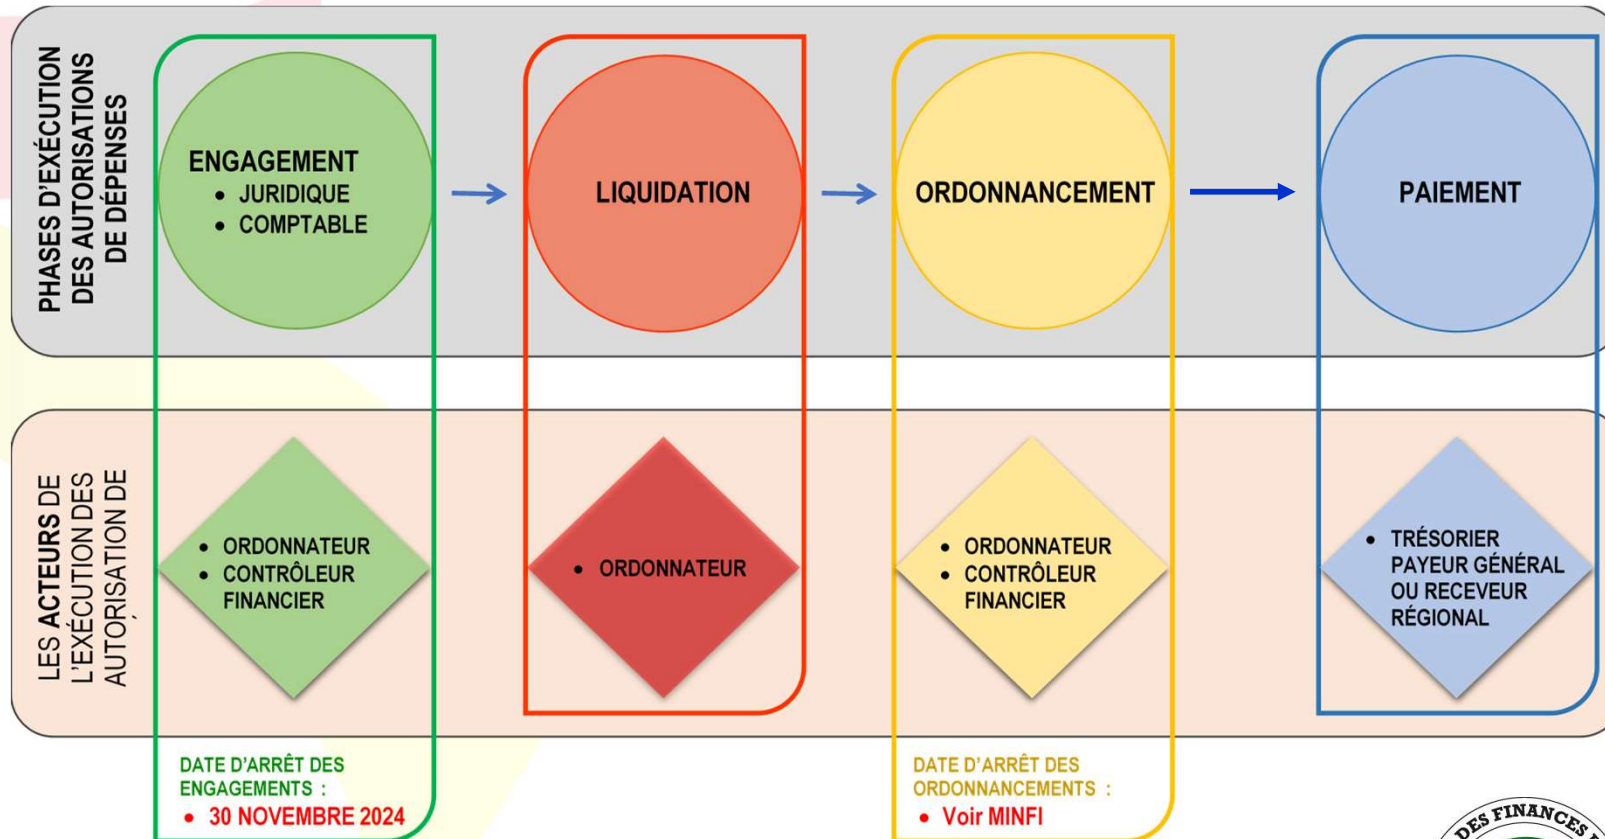 PHASES D'EXÉCUTION
DES AUTORISATIONS
DE DÉPENSES
ENGAGEMENT
• JURIDIQUE
• COMPTABLE
LIQUIDATION
ORDONNANCEMENT
PAIEMENT
LES ACTEURS DE
L'EXÉCUTION DES
AUTORISATION DE
• ORDONNATEUR
• CONTRÔLEUR
FINANCIER
• ORDONNATEUR
• ORDONNATEUR
• CONTRÔLEUR
FINANCIER
• TRÉSORIER
PAYEUR GÉNÉRAL
OU RECEVEUR
RÉGIONAL
DATE D'ARRÊT DES
ENGAGEMENTS :
• 30 NOVEMBRE 2024
DATE D'ARRÊT DES
ORDONNANCEMENTS :
• Voir MINFI
DES FINANCES